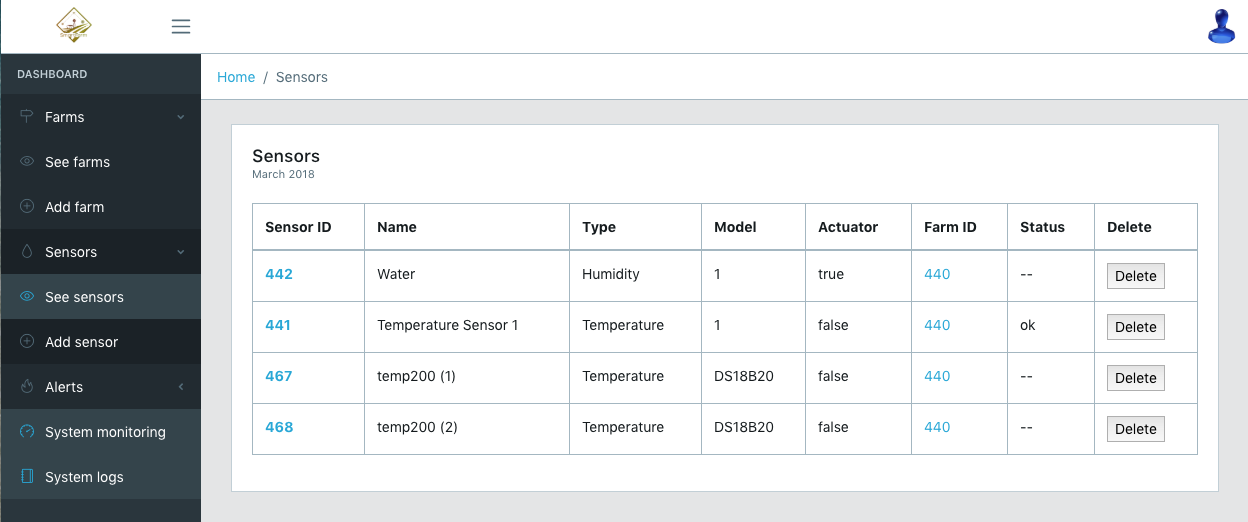 DASHBOARD
Farms
See farms
Add farm
Sensors
See sensors
Add sensor
Alerts
System monitoring
System logs
Home / Sensors
Sensors
March 2018
Sensor ID Name Type Model Actuator Farm ID Status Delete
442 Water Humidity 1 true 440 -- Delete
441 Temperature Sensor 1 Temperature 1 false 440 ok Delete
467 temp200 (1) Temperature DS18B20 false 440 -- Delete
468 temp200 (2) Temperature DS18B20 false 440 -- Delete